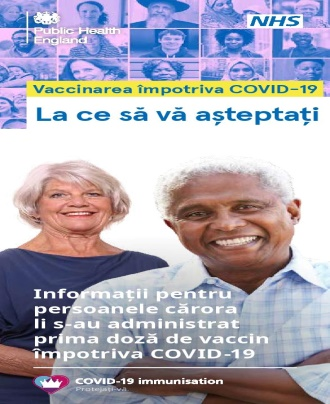 Public Health
England
NHS
Vaccinarea împotriva COVID-19
La ce să vă așteptați
Informații pentru
persoanele cărora
li s-au administrat
prima doză de vaccin
împotriva COVID-19
COVID-19 immunisation
Protejați-vă